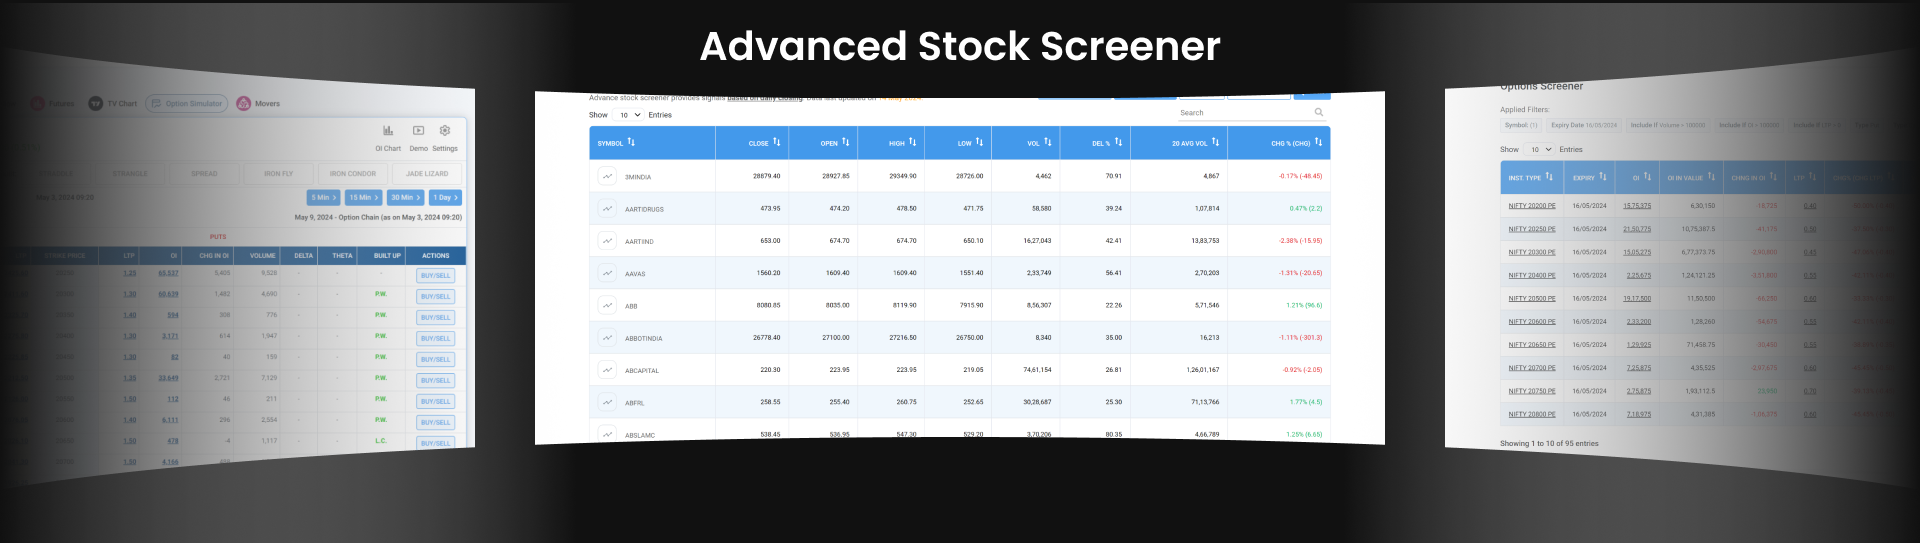 Advanced Stock Screener
Futures TV Chart Option Simulator Movers
OI Chart Demo Settings
STRANGLE SPREAD IRON FLY IRON CONDOR JADE LIZARD
May 3, 2024 09:28 5 Min 15 Min 30 Min 1 Day
May 9, 2024 - Option Chain (as on May 3, 2024 09:20)
PUTS
STRIKE PRICE LTP OI CHG IN OI VOLUME DELTA THETA BUILT UP ACTIONS
1.25 60,837 5,405 9,528 - - - BUY/SELL
1.30 60,639 1,482 4,690 - - P.W. BUY/SELL
1.40 594 308 776 - - P.W. BUY/SELL
1.30 3,171 614 1,947 - - P.W. BUY/SELL
1.30 82 40 159 - - P.W. BUY/SELL
1.35 33,649 2,721 7,129 - - P.W. BUY/SELL
1.50 112 46 211 - - P.W. BUY/SELL
1.40 6,111 296 2,554 - - P.W. BUY/SELL
1.50 478 -4 1,117 - - L.C. BUY/SELL
1.50 4,166
Advance stock screener provides signals based on daily closing. Data last updated on 14 May 2024
Show 10 Entries Search
SYMBOL CLOSE OPEN HIGH LOW VOL DEL % 20 AVG VOL CHG % (CHG)
3MINDIA 28879.40 28927.85 29349.90 28726.00 4,462 70.91 4,867 -0.17% (-48.45)
AARTIDRUGS 473.95 474.20 478.50 471.75 58,580 39.24 1,07,814 0.47% (2.2)
AARTIIND 653.00 674.70 674.70 650.10 16,27,043 42.41 13,83,753 -2.38% (-15.95)
AAVAS 1560.20 1609.40 1609.40 1551.40 2,33,749 56.41 2,70,203 -1.31% (-20.65)
ABB 8080.85 8035.00 8119.90 7915.90 8,56,307 22.26 5,71,546 1.21% (96.6)
ABBOTINDIA 26778.40 27100.00 27216.50 26750.00 8,340 35.00 16,213 -1.11% (-301.3)
ABCAPITAL 220.30 223.95 223.95 219.05 74,61,154 26.81 1,26,01,167 -0.92% (-2.05)
ABFRL 258.55 255.40 260.75 252.65 30,28,687 25.30 71,13,766 1.77% (4.5)
ABSLAMC 538.45 536.95 547.30 529.20 3,70,206 80.35 4,66,789 1.25% (6.65)
Options Screener
Applied Filters:
Symbol: (1) Expiry Date 16/05/2024 Include If Volume > 100000 Include If OI > 100000
Show 10 Entries
INST. TYPE EXPIRY OI OI IN VALUE CHNG IN OI LTP
NIFTY 20200 PE 16/05/2024 15,75,375 6,30,150 -18,725 0.40
NIFTY 20250 PE 16/05/2024 21,50,775 10,75,387.5 -41,175 0.50
NIFTY 20300 PE 16/05/2024 15,05,275 6,77,373.75 0.45
NIFTY 20400 PE 16/05/2024 2,25,675 1,24,121.25 0.55
NIFTY 20500 PE 16/05/2024 19,17,500 11,50,500 -66,250 0.60
NIFTY 20600 PE 16/05/2024 2,33,200 1,28,260 0.55
NIFTY 20650 PE 16/05/2024 1,29,925 71,458.75 0.55
NIFTY 20700 PE 16/05/2024 7,25,875 4,35,525 0.60
NIFTY 20750 PE 16/05/2024 2,75,875 1,93,112.5 0.70
NIFTY 20800 PE 16/05/2024 7,18,975 4,31,385 0.60
Showing 1 to 10 of 95 entries